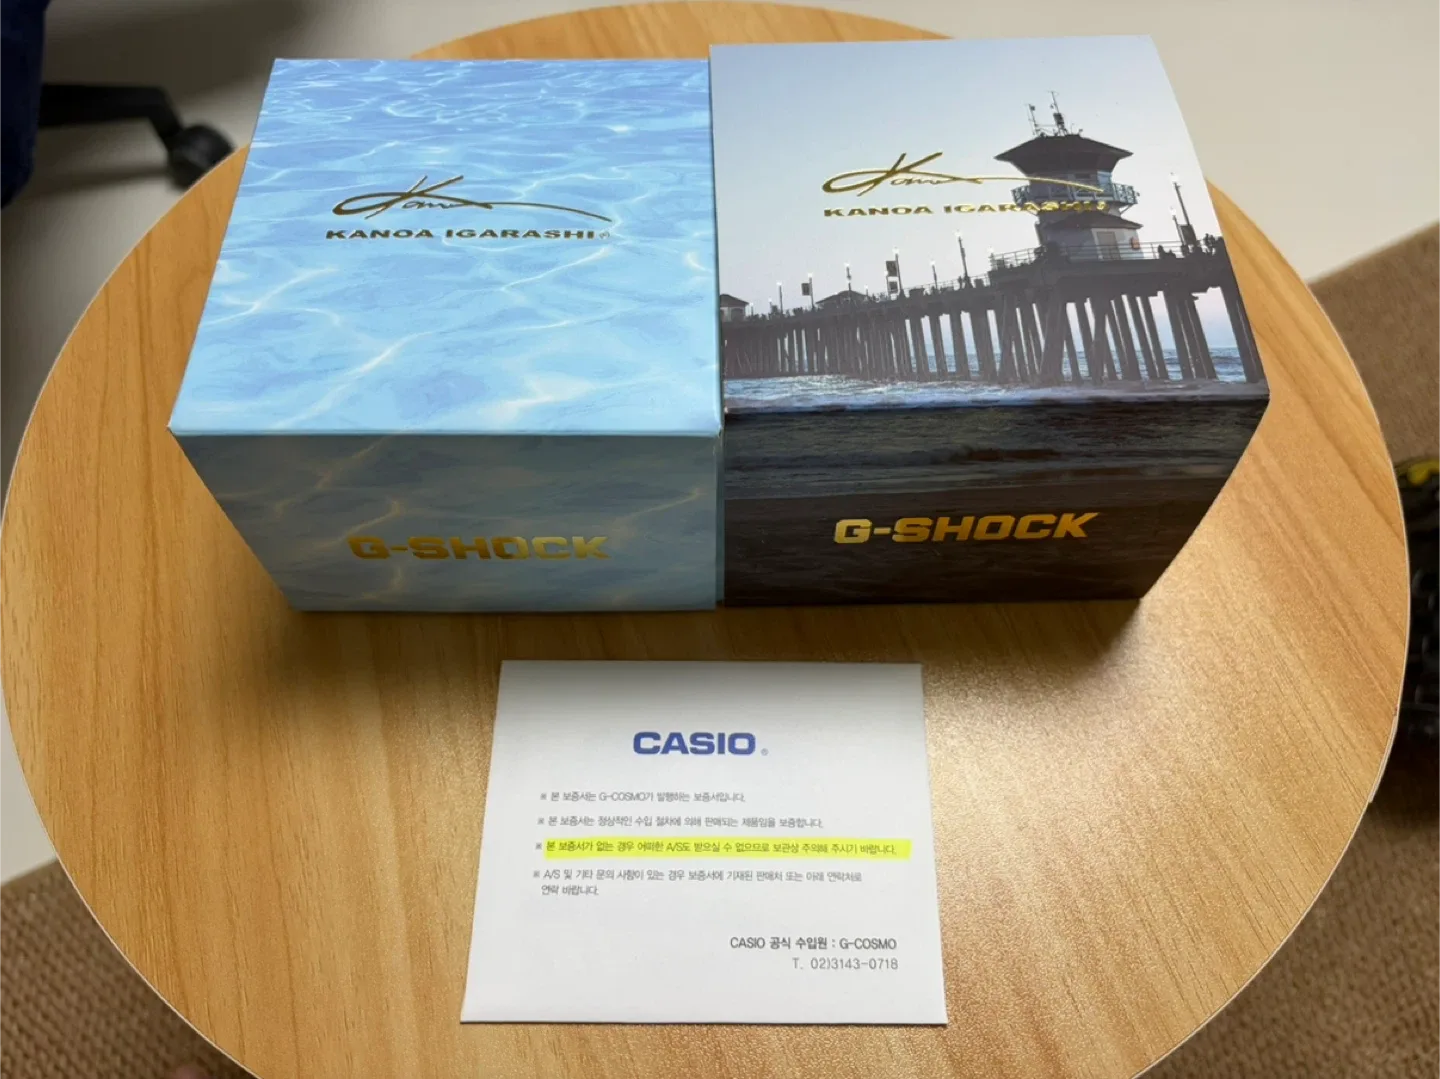 Kanoa
KANOA IGARASHI
G-SHOCK
Kanoa
KANOA IGARASHI
G-SHOCK
CASIO®
※ 본 보증서는 G-COSMO가 발행하는 보증서입니다.
※ 본 보증서는 정상적인 수입 절차에 의해 판매되는 제품임을 보증합니다.
※ 본 보증서가 없는 경우 어떠한 A/S도 받으실 수 없으므로 보관상 주의해 주시기 바랍니다.
※ A/S 및 기타 문의 사항이 있는 경우 보증서에 기재된 판매처 또는 아래 연락처로
연락 바랍니다.
CASIO 공식 수입원 : G-COSMO
T. 02)3143-0718